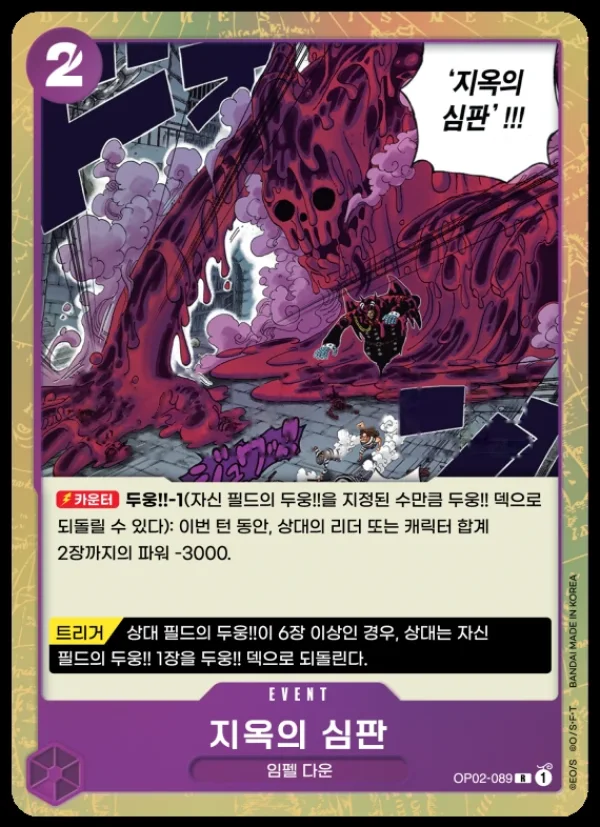 2
'지옥의
심판' !!!
ジュワッ!!
카운터 두웅!!-1(자신 필드의 두웅!!을 지정된 수만큼 두웅!! 덱으로
되돌릴 수 있다): 이번 턴 동안, 상대의 리더 또는 캐릭터 합계
2장까지의 파워 -3000.
트리거 상대 필드의 두웅!!이 6장 이상인 경우, 상대는 자신
필드의 두웅!! 1장을 두웅!! 덱으로 되돌린다.
EVENT
지옥의 심판
임펠 다운
OP02-089 R 1
©EO/S ©O/S·F·T BANDAI MADE IN KOREA